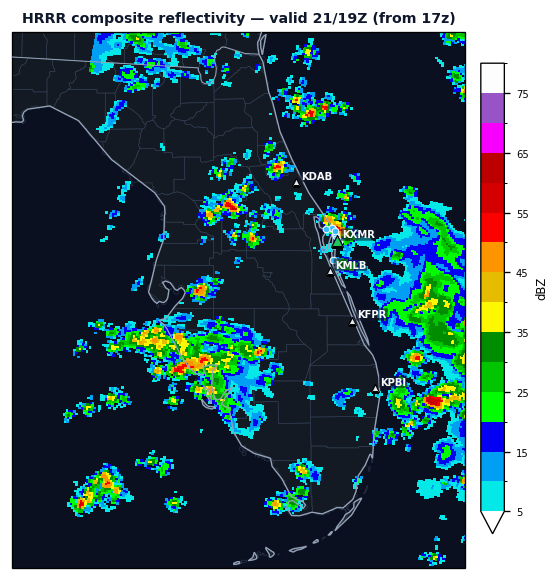 HRRR composite reflectivity — valid 21/19Z (from 17z)
KDAB
KXMR
KMLB
KFPR
KPBI
75
65
55
45
35
25
15
5
dBZ